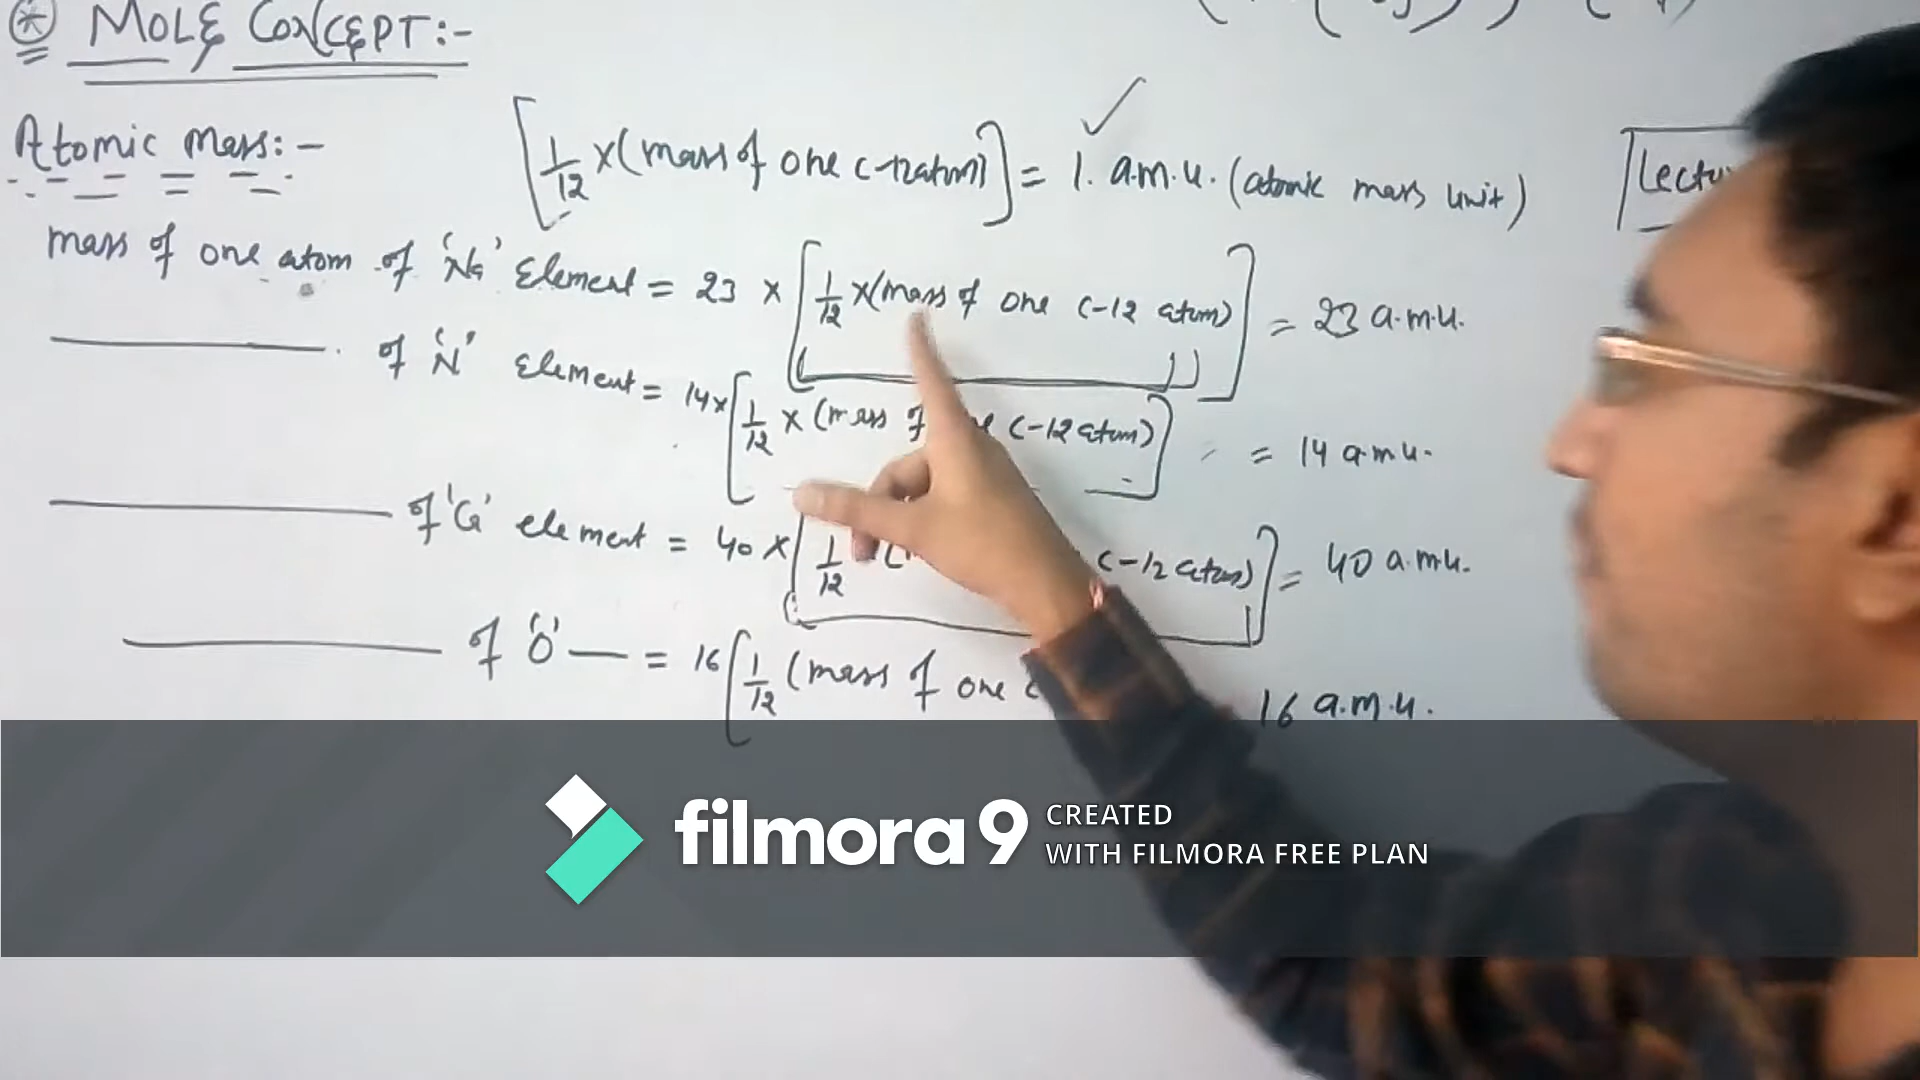 * MOLE CONCEPT:-
Atomic Mass:-
[1/12 × (mass of one C-12 atom)] = 1. a.m.u. (atomic mass unit)
Lectu
mass of one atom of 'Na' Element = 23 × [1/12 × (mass of one C-12 atom)] = 23 a.m.u.
of 'N' Element = 14 × [1/12 × (mass of one C-12 atom)] = 14 a.m.u.
of 'Ca' element = 40 × [1/12 C-12 atom)] = 40 a.m.u.
of 'O' — = 16 [1/12 (mass of one C 16 a.m.u.
filmora 9 CREATED
WITH FILMORA FREE PLAN